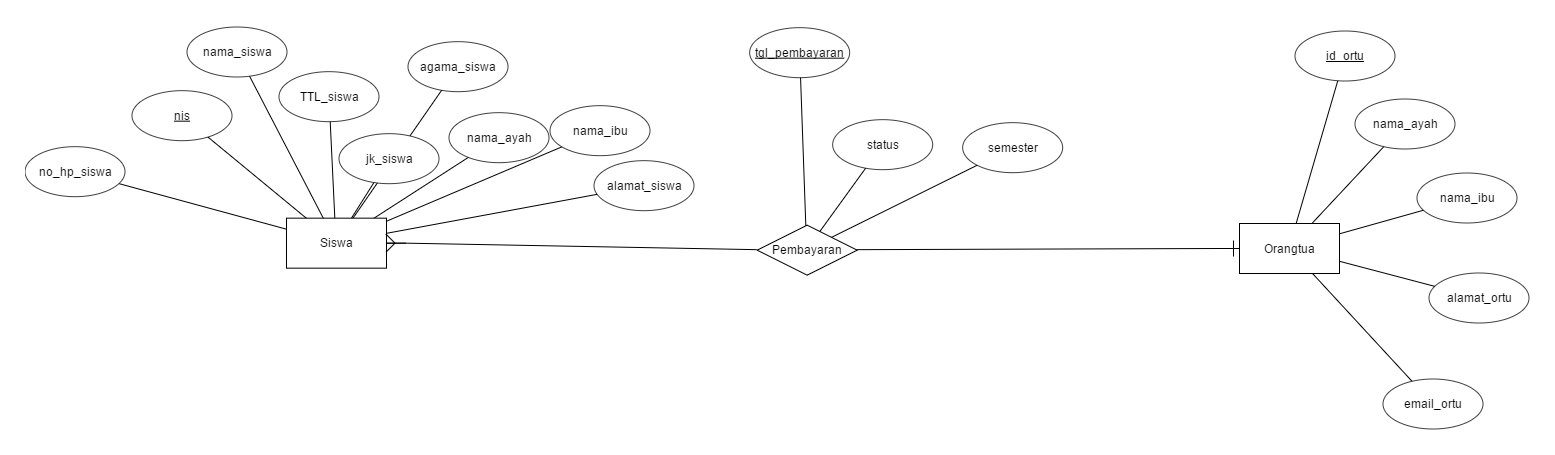 nama_siswa
agama_siswa
TTL_siswa
nis
nama_ayah
nama_ibu
jk_siswa
no_hp_siswa
alamat_siswa
Siswa
tgl_pembayaran
status
semester
Pembayaran
id_ortu
nama_ayah
nama_ibu
Orangtua
alamat_ortu
email_ortu